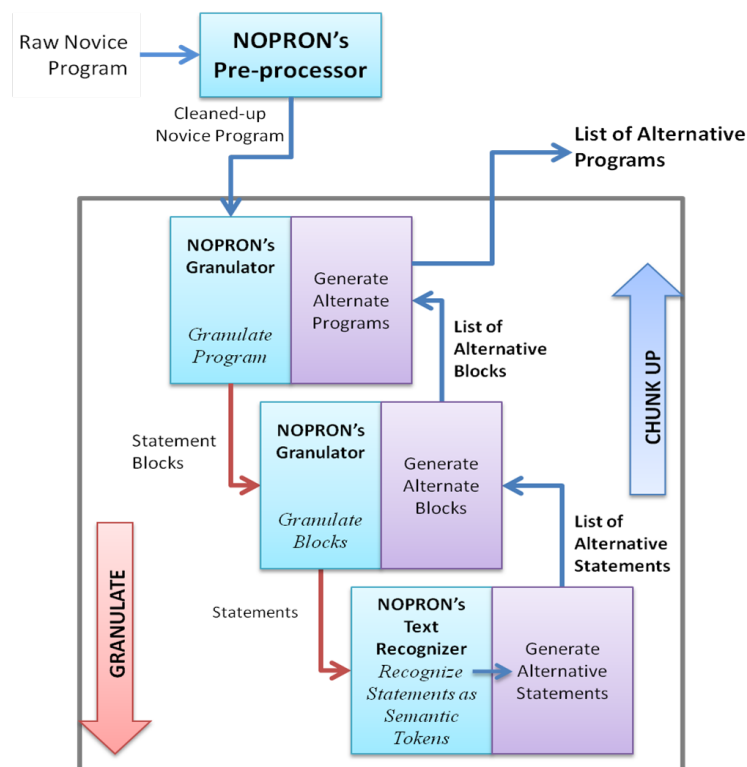 Raw Novice
Program
NOPRON's
Pre-processor
Cleaned-up
Novice Program
List of Alternative
Programs
NOPRON's
Granulator
Granulate
Program
Generate
Alternate
Programs
List of
Alternative
Blocks
CHUNK UP
Statement
Blocks
NOPRON's
Granulator
Granulate
Blocks
Generate
Alternate
Blocks
List of
Alternative
Statements
GRANULATE
Statements
NOPRON's
Text
Recognizer
Recognize
Statements as
Semantic
Tokens
Generate
Alternative
Statements